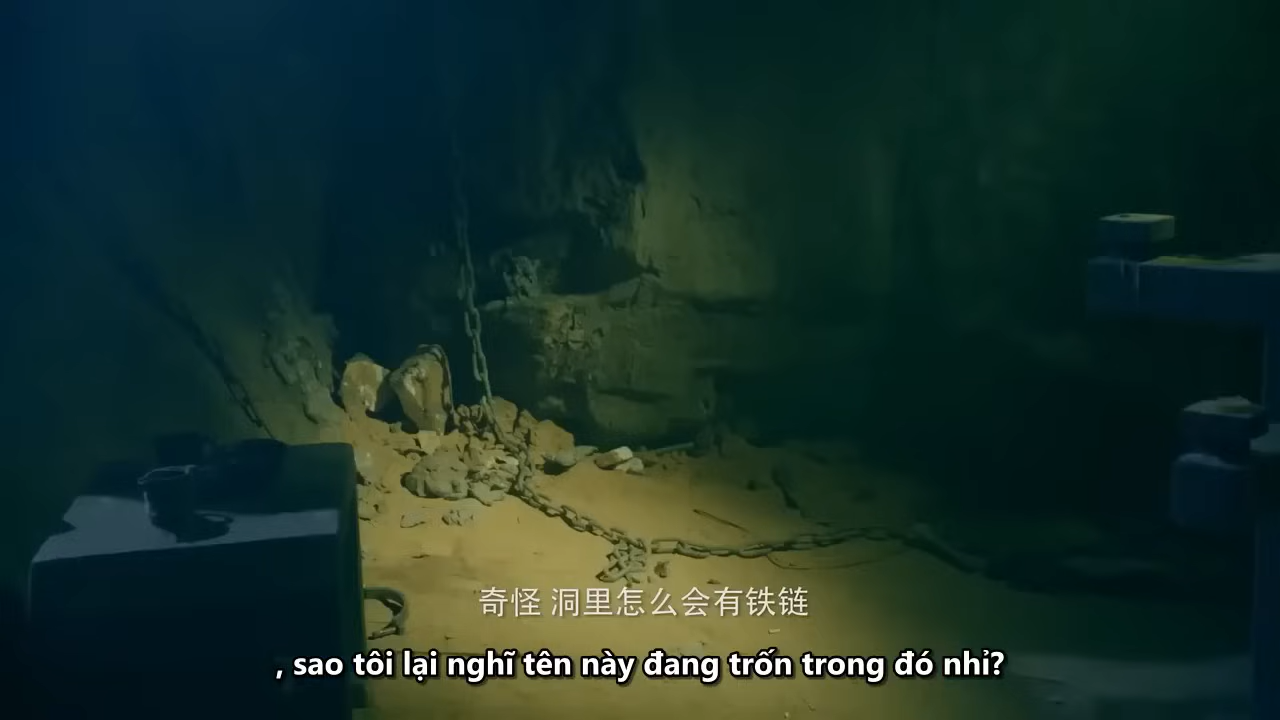 奇怪 洞里怎么会有铁链
, sao tôi lại nghĩ tên này đang trốn trong đó nhỉ?